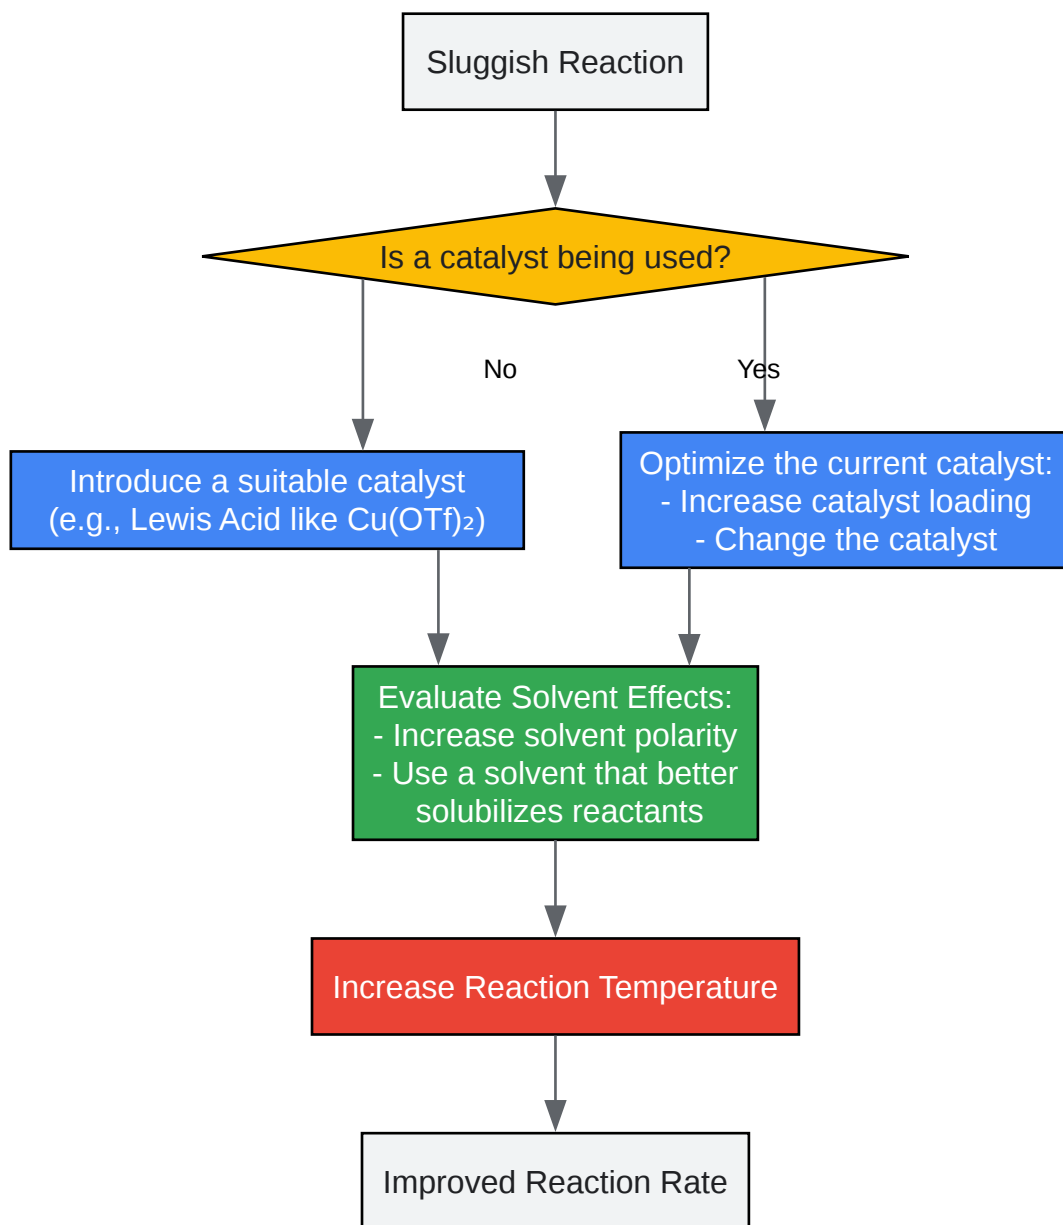 Sluggish Reaction
Is a catalyst being used?
No
Yes
Introduce a suitable catalyst
(e.g., Lewis Acid like Cu(OTf)₂)
Optimize the current catalyst:
- Increase catalyst loading
- Change the catalyst
Evaluate Solvent Effects:
- Increase solvent polarity
- Use a solvent that better
solubilizes reactants
Increase Reaction Temperature
Improved Reaction Rate